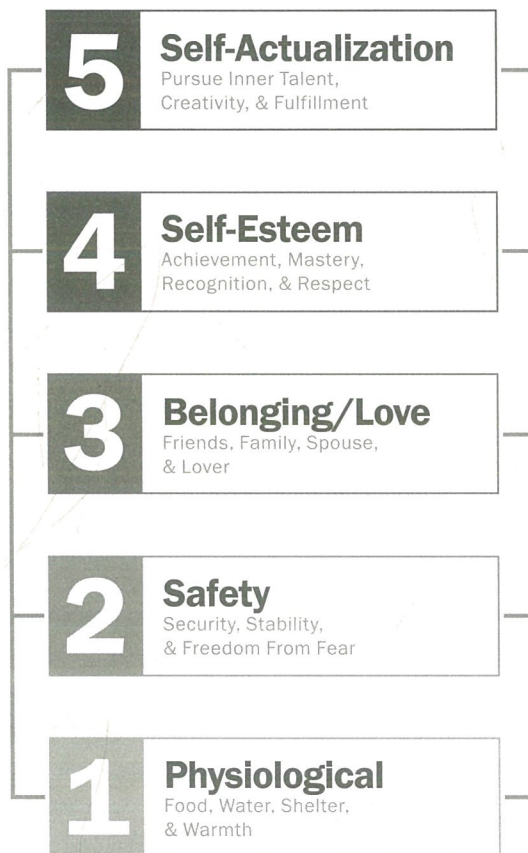 5
Self-Actualization
Pursue Inner Talent,
Creativity, & Fulfillment
4
Self-Esteem
Achievement, Mastery,
Recognition, & Respect
3
Belonging/Love
Friends, Family, Spouse,
& Lover
2
Safety
Security, Stability,
& Freedom From Fear
1
Physiological
Food, Water, Shelter,
& Warmth